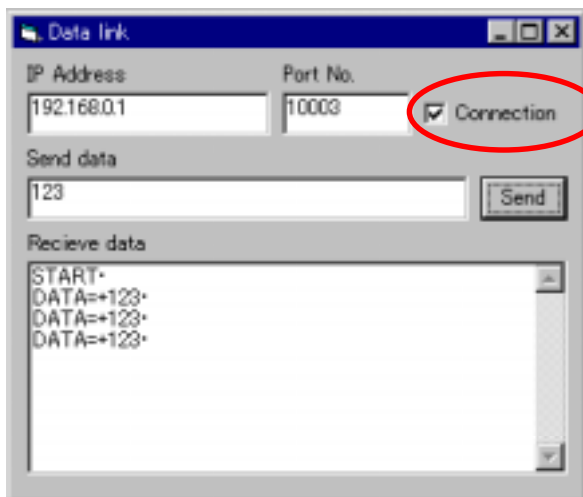 Data link
IP Address Port No.
192.168.0.1 10003 Connection
Send data
123 Send
Recieve data
START・
DATA=+123・
DATA=+123・
DATA=+123・